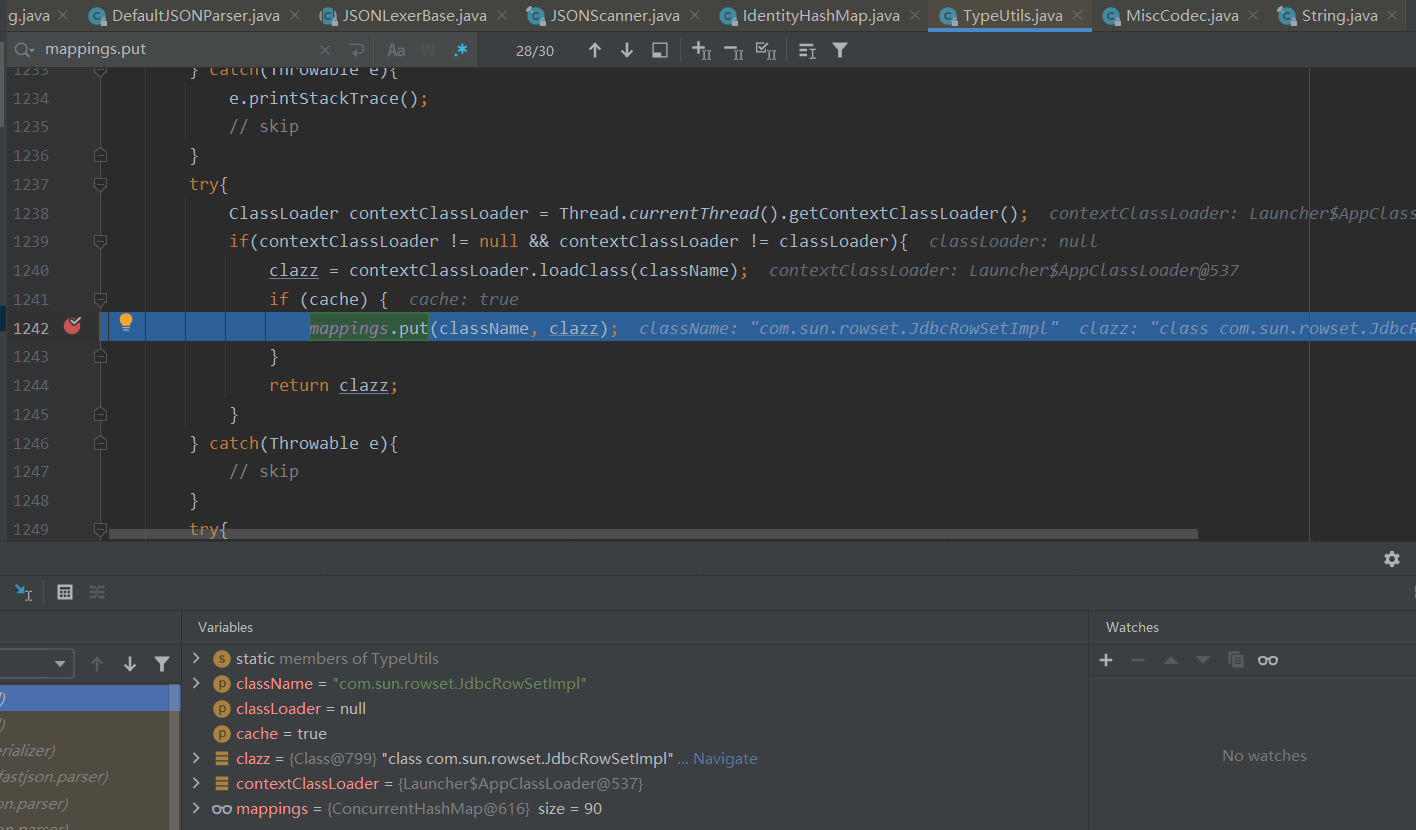 g.java DefaultJSONParser.java JSONLexerBase.java JSONScanner.java IdentityHashMap.java TypeUtils.java MiscCodec.java String.java
mappings.put Aa W .* 28/30
1233 } catch(Throwable e){
1234 e.printStackTrace();
1235 // skip
1236 }
1237 try{
1238 ClassLoader contextClassLoader = Thread.currentThread().getContextClassLoader(); contextClassLoader: Launcher$AppClass
1239 if(contextClassLoader != null && contextClassLoader != classLoader){ classLoader: null
1240 clazz = contextClassLoader.loadClass(className); contextClassLoader: Launcher$AppClassLoader@537
1241 if (cache) { cache: true
1242 mappings.put(className, clazz); className: "com.sun.rowset.JdbcRowSetImpl" clazz: "class com.sun.rowset.JdbcR
1243 }
1244 return clazz;
1245 }
1246 } catch(Throwable e){
1247 // skip
1248 }
1249 try{
Variables
Watches
static members of TypeUtils
className = "com.sun.rowset.JdbcRowSetImpl"
classLoader = null
cache = true
clazz = {Class@799} "class com.sun.rowset.JdbcRowSetImpl" ... Navigate
contextClassLoader = {Launcher$AppClassLoader@537}
mappings = {ConcurrentHashMap@616} size = 90
erializer)
fastjson.parser)
on.parser)
son.parser)
No watches